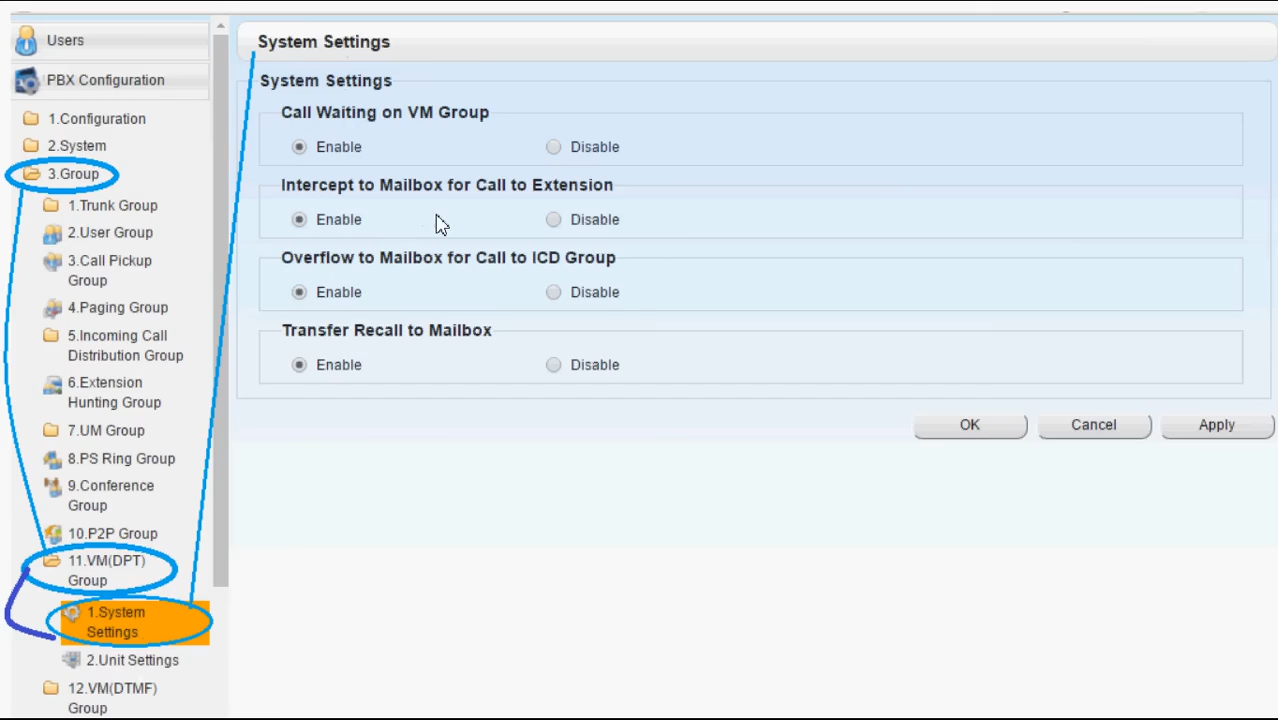 Users
PBX Configuration
1.Configuration
2.System
3.Group
1.Trunk Group
2.User Group
3.Call Pickup
Group
4.Paging Group
5.Incoming Call
Distribution Group
6.Extension
Hunting Group
7.UM Group
8.PS Ring Group
9.Conference
Group
10.P2P Group
11.VM(DPT)
Group
1.System
Settings
2.Unit Settings
12.VM(DTMF)
Group
System Settings
System Settings
Call Waiting on VM Group
Enable Disable
Intercept to Mailbox for Call to Extension
Enable Disable
Overflow to Mailbox for Call to ICD Group
Enable Disable
Transfer Recall to Mailbox
Enable Disable
OK Cancel Apply